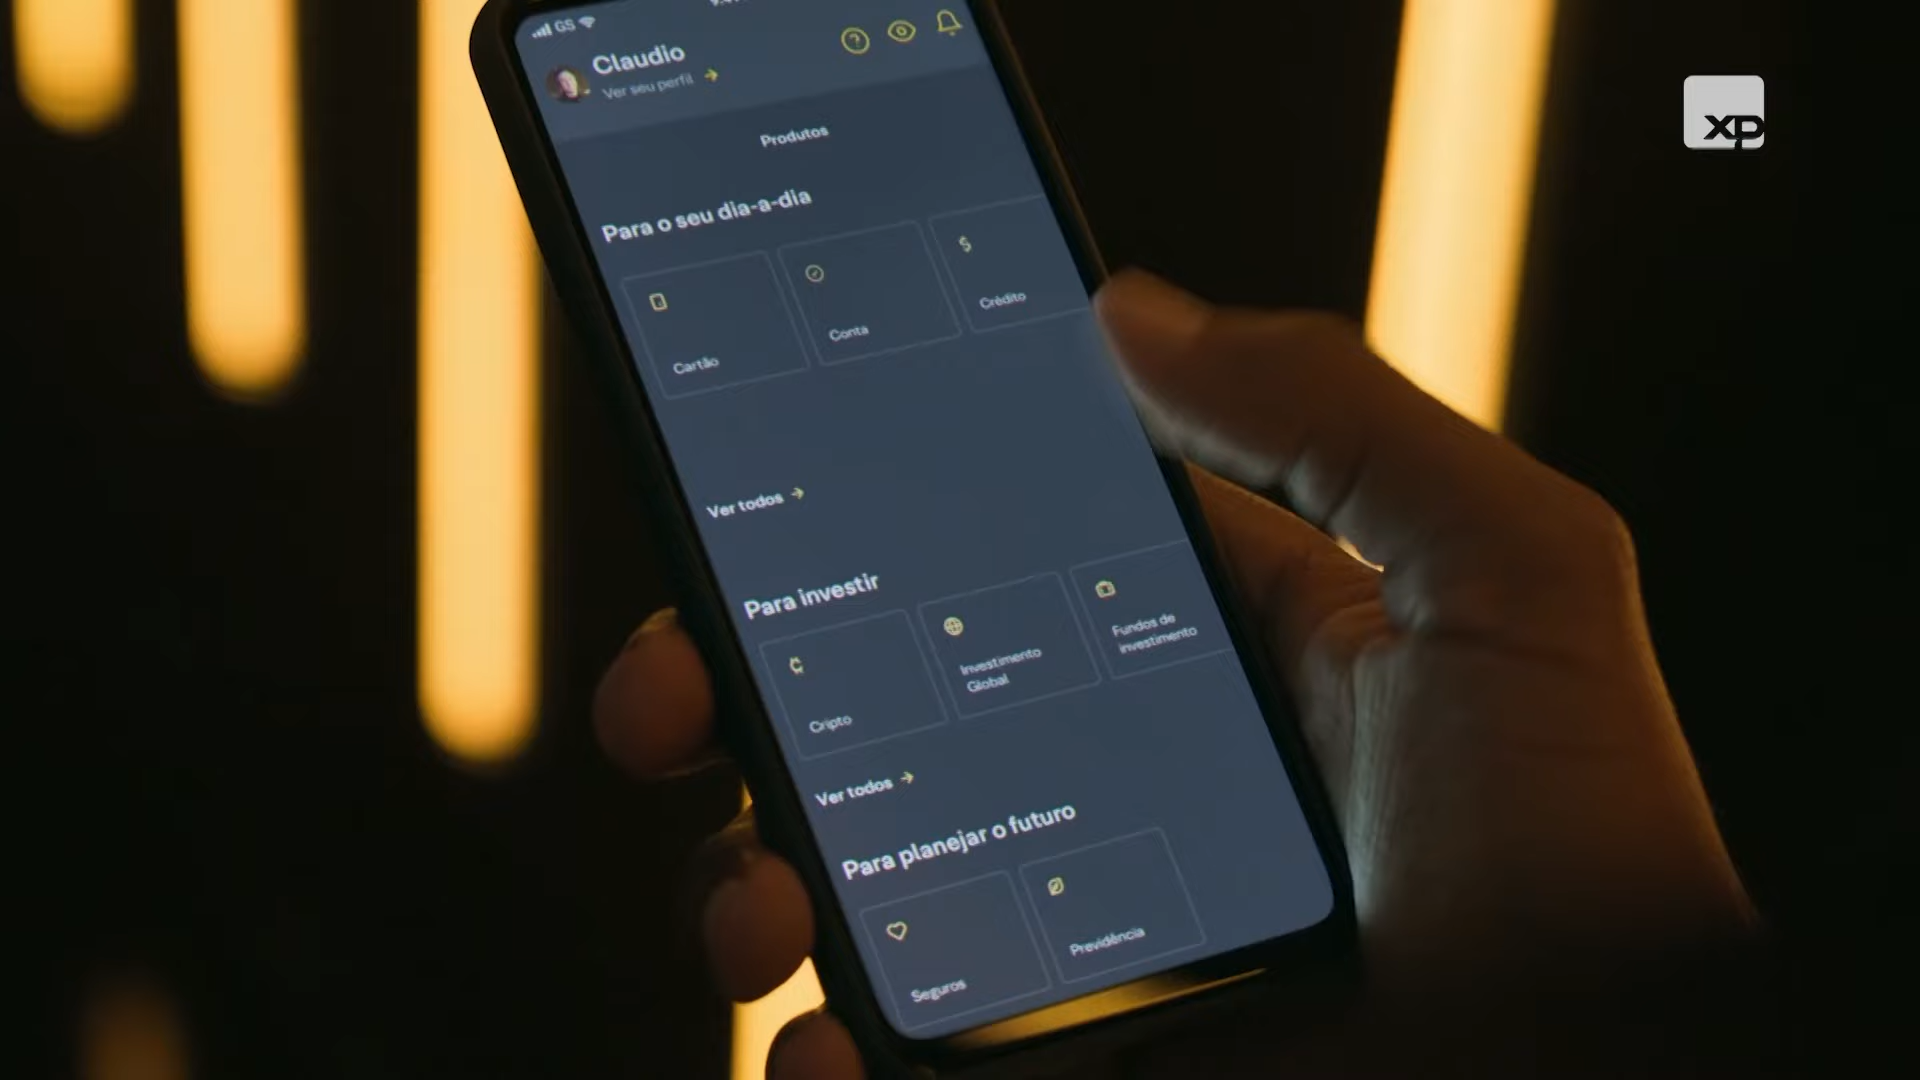 GS
Claudio
Ver seu perfil
Produtos
Para o seu dia-a-dia
Cartão
Conta
Crédito
Ver todos
Para investir
Cripto
Investimento
Global
Fundos de
investimento
Ver todos
Para planejar o futuro
Seguros
Previdência
xp